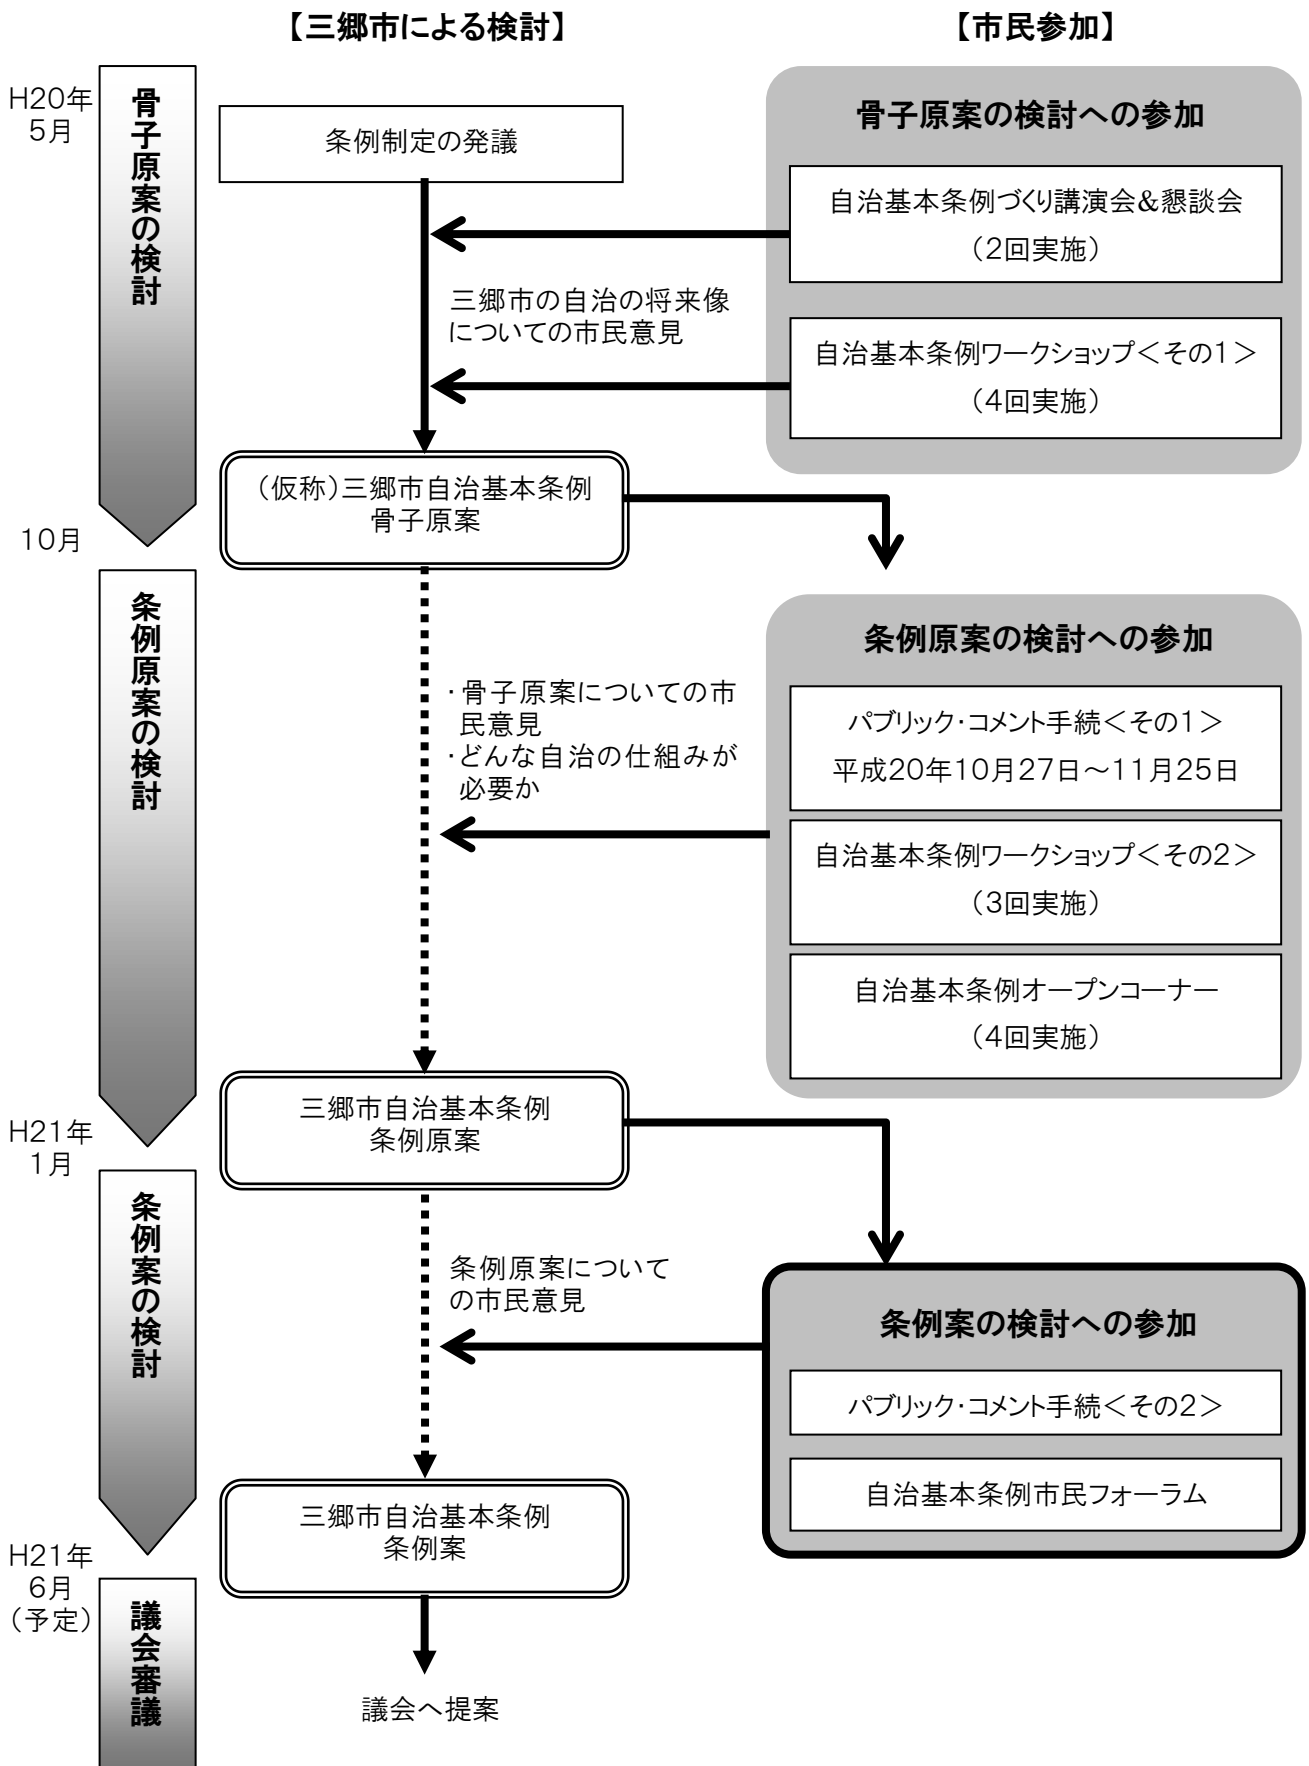 【三郷市による検討】
【市民参加】
H20年
5月
骨子原案の検討
条例制定の発議
骨子原案の検討への参加
自治基本条例づくり講演会&懇談会
（2回実施）
三郷市の自治の将来像
についての市民意見
自治基本条例ワークショップ＜その1＞
（4回実施）
（仮称）三郷市自治基本条例
骨子原案
10月
条例原案の検討
条例原案の検討への参加
・骨子原案についての市
民意見
・どんな自治の仕組みが
必要か
パブリック・コメント手続＜その1＞
平成20年10月27日～11月25日
自治基本条例ワークショップ＜その2＞
（3回実施）
自治基本条例オープンコーナー
（4回実施）
三郷市自治基本条例
条例原案
H21年
1月
条例案の検討
条例原案について
の市民意見
条例案の検討への参加
パブリック・コメント手続＜その2＞
自治基本条例市民フォーラム
三郷市自治基本条例
条例案
H21年
6月
（予定）
議会審議
議会へ提案